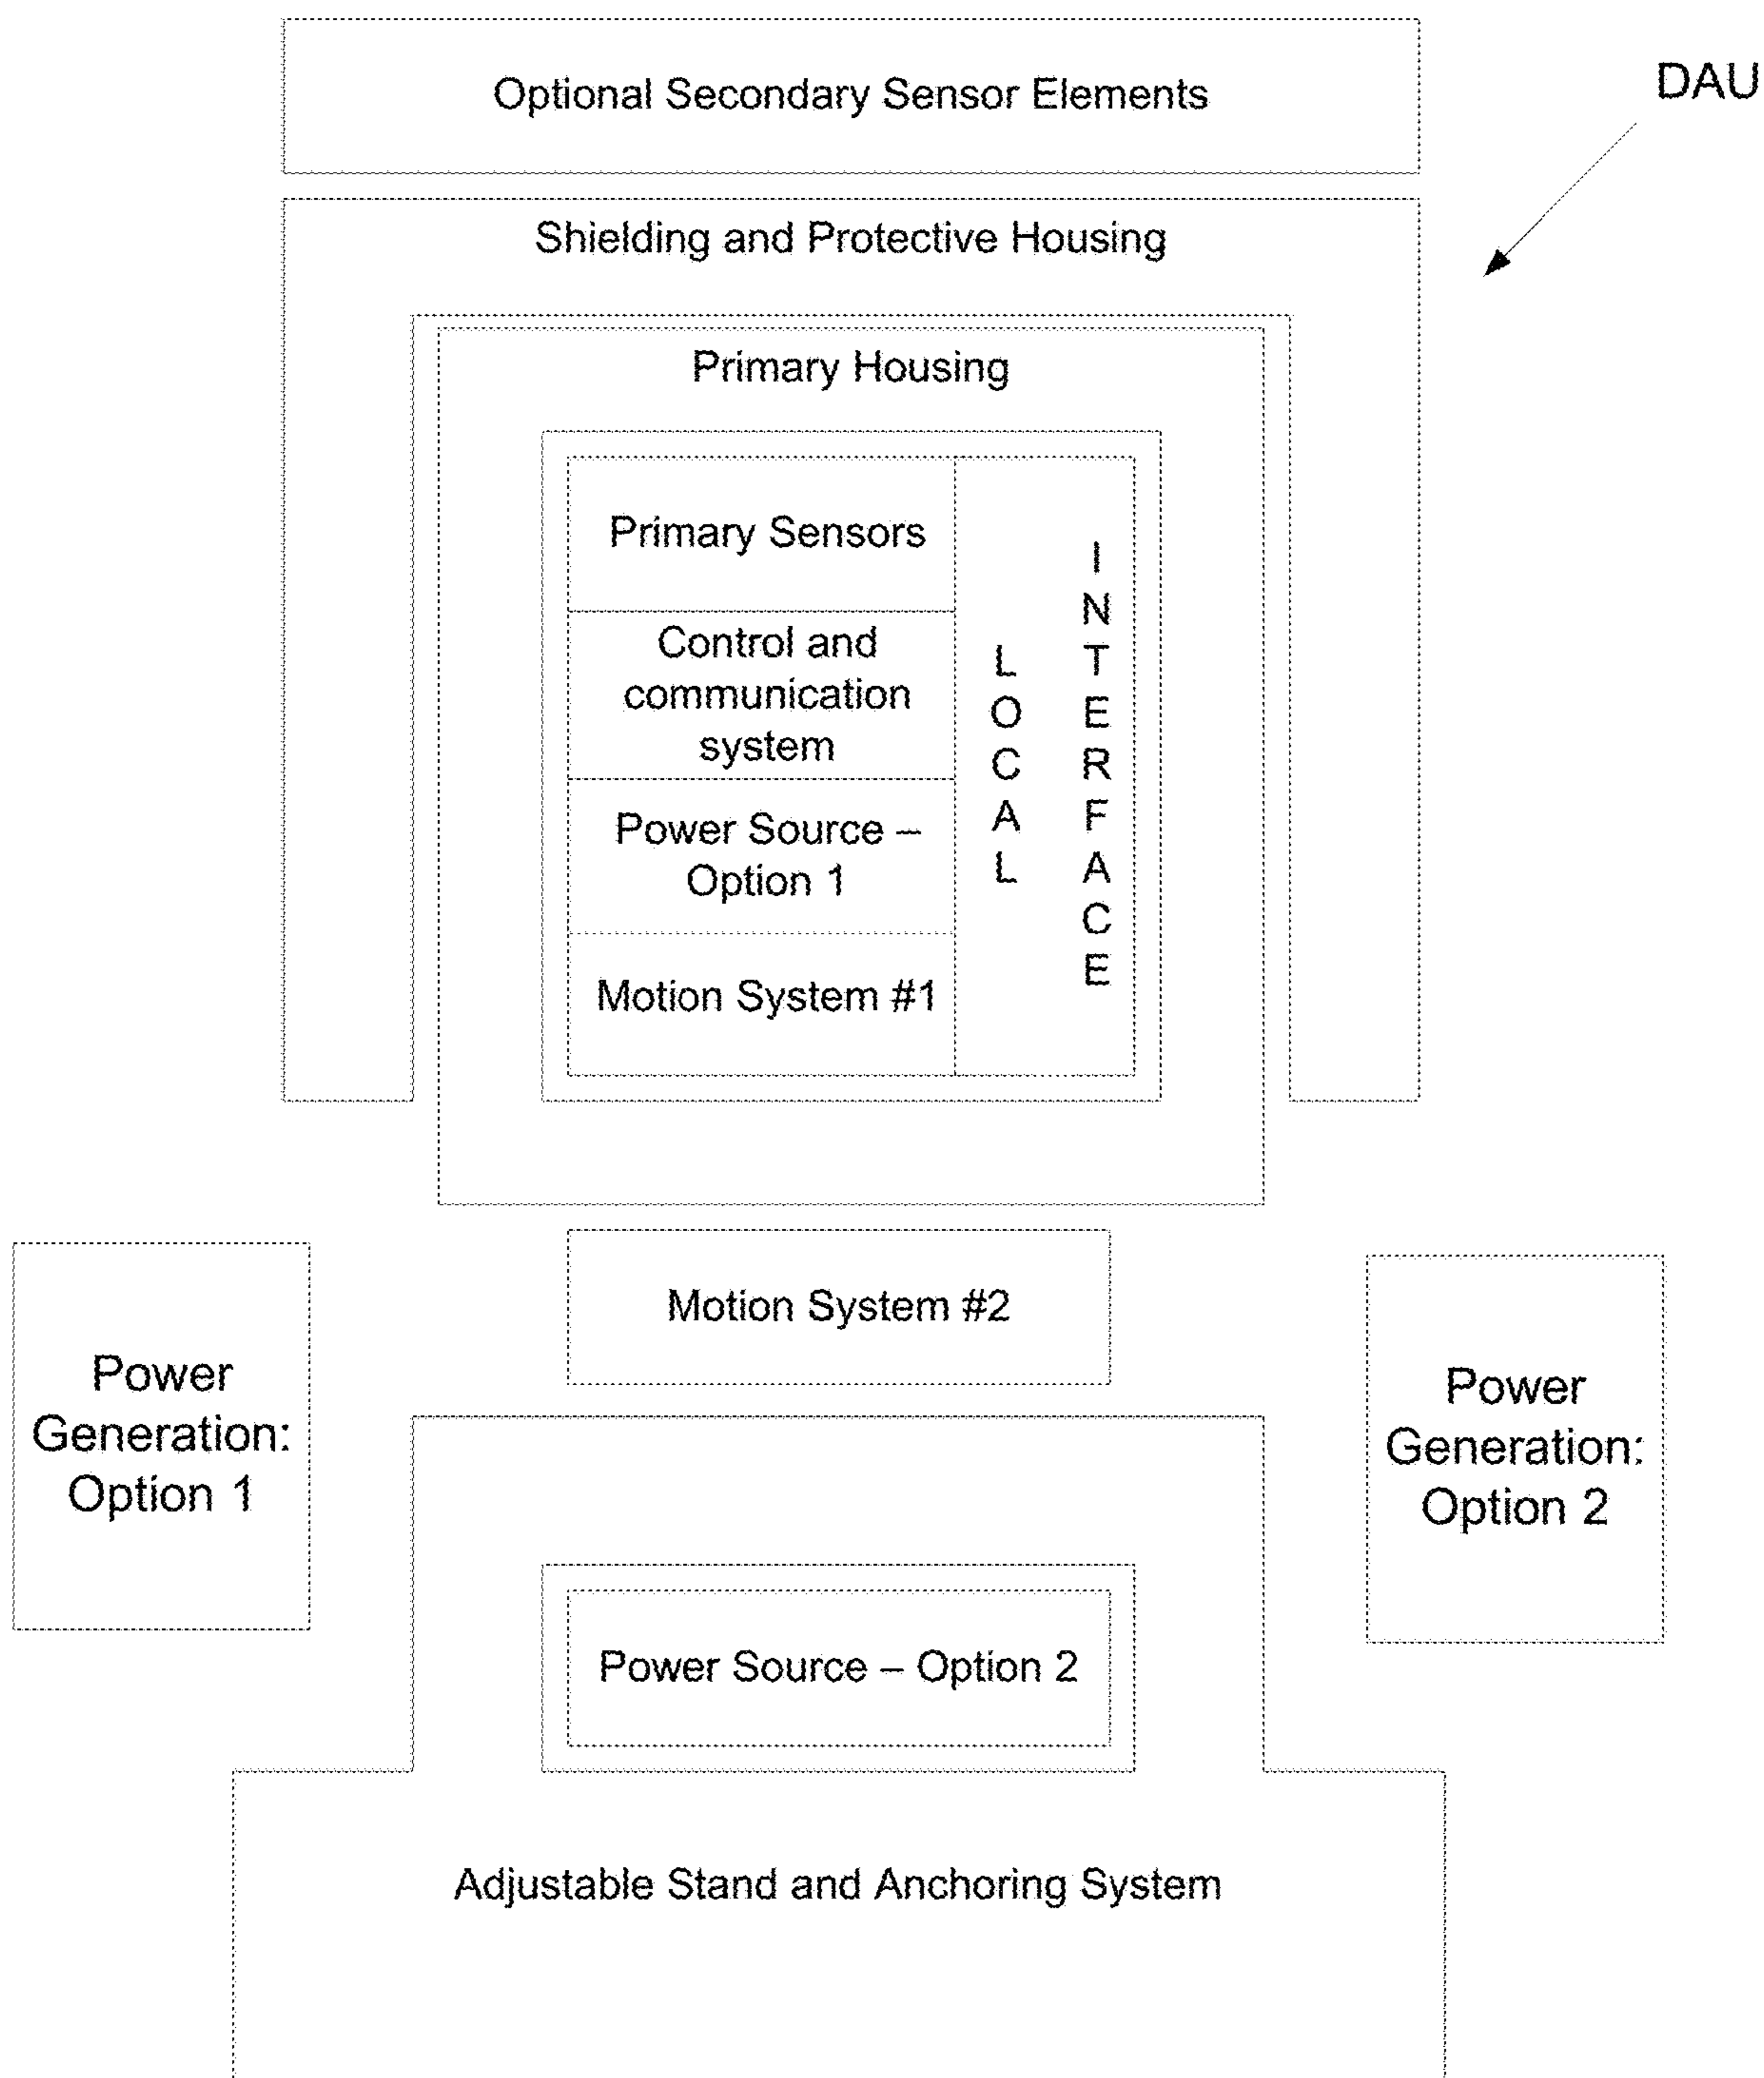 Optional Secondary Sensor Elements
DAU
Shielding and Protective Housing
Primary Housing
Primary Sensors
Control and
communication
system
Power Source –
Option 1
Motion System #1
LOCAL
INTERFACE
Motion System #2
Power
Generation:
Option 1
Power
Generation:
Option 2
Power Source – Option 2
Adjustable Stand and Anchoring System